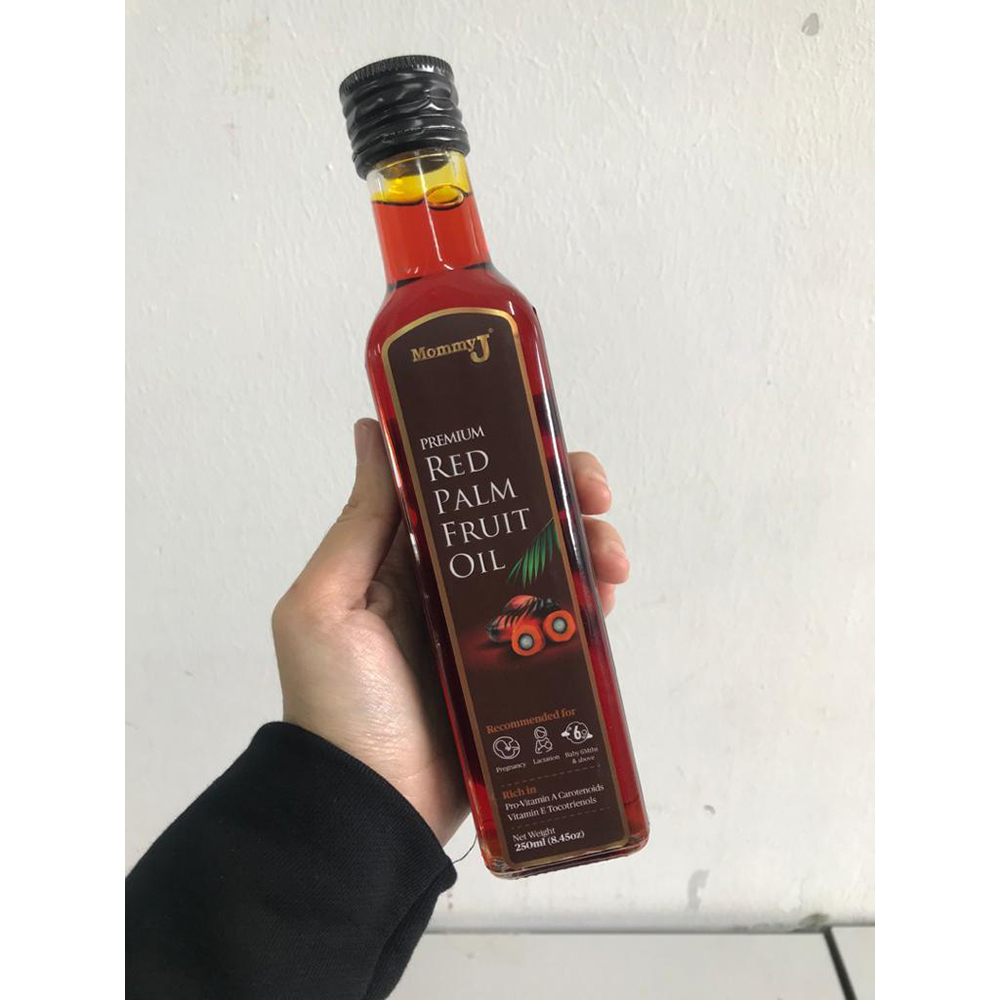 MommyJ®
PREMIUM
RED
PALM
FRUIT
OIL
Recommended for
Pregnancy
Lactation
6
Baby 6Mths
& above
Rich in
Pro-Vitamin A Carotenoids
Vitamin E Tocotrienols
Net Weight
250ml (8.45oz)